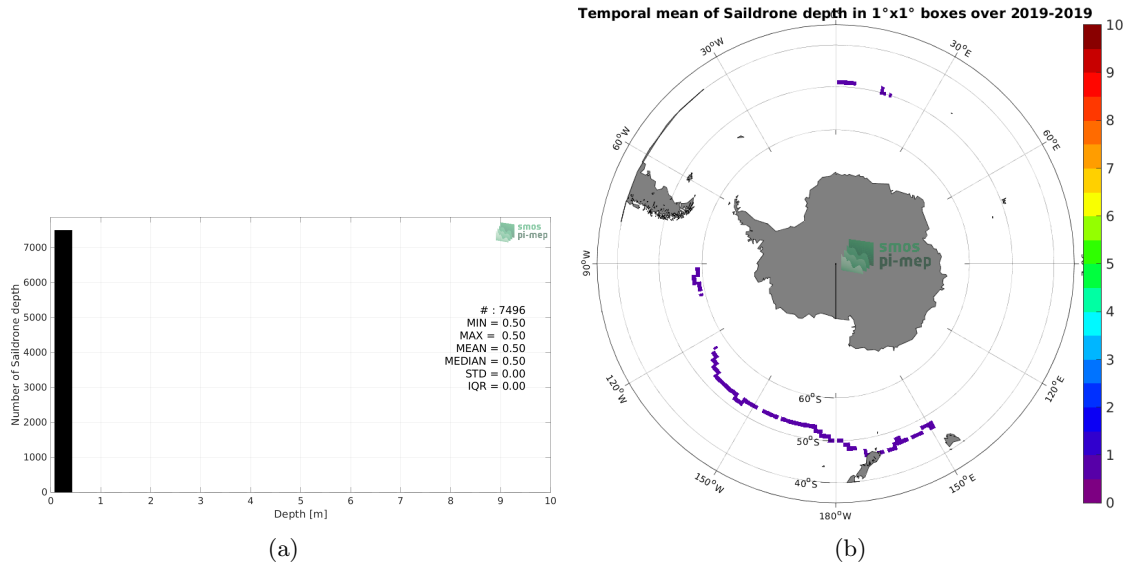 Temporal mean of Saildrone depth in 1°x1° boxes over 2019-2019
smos
pi-mep
# : 7496
MIN = 0.50
MAX = 0.50
MEAN = 0.50
MEDIAN = 0.50
STD = 0.00
IQR = 0.00
Number of Saildrone depth
7000
6000
5000
4000
3000
2000
1000
0
0 1 2 3 4 5 6 7 8 9 10
Depth [m]
(a)
30°W
30°E
60°W
60°E
90°W
smos
pi-mep
120°W
120°E
60°S
50°S
40°S
150°W
150°E
180°W
10
9
8
7
6
5
4
3
2
1
0
(b)